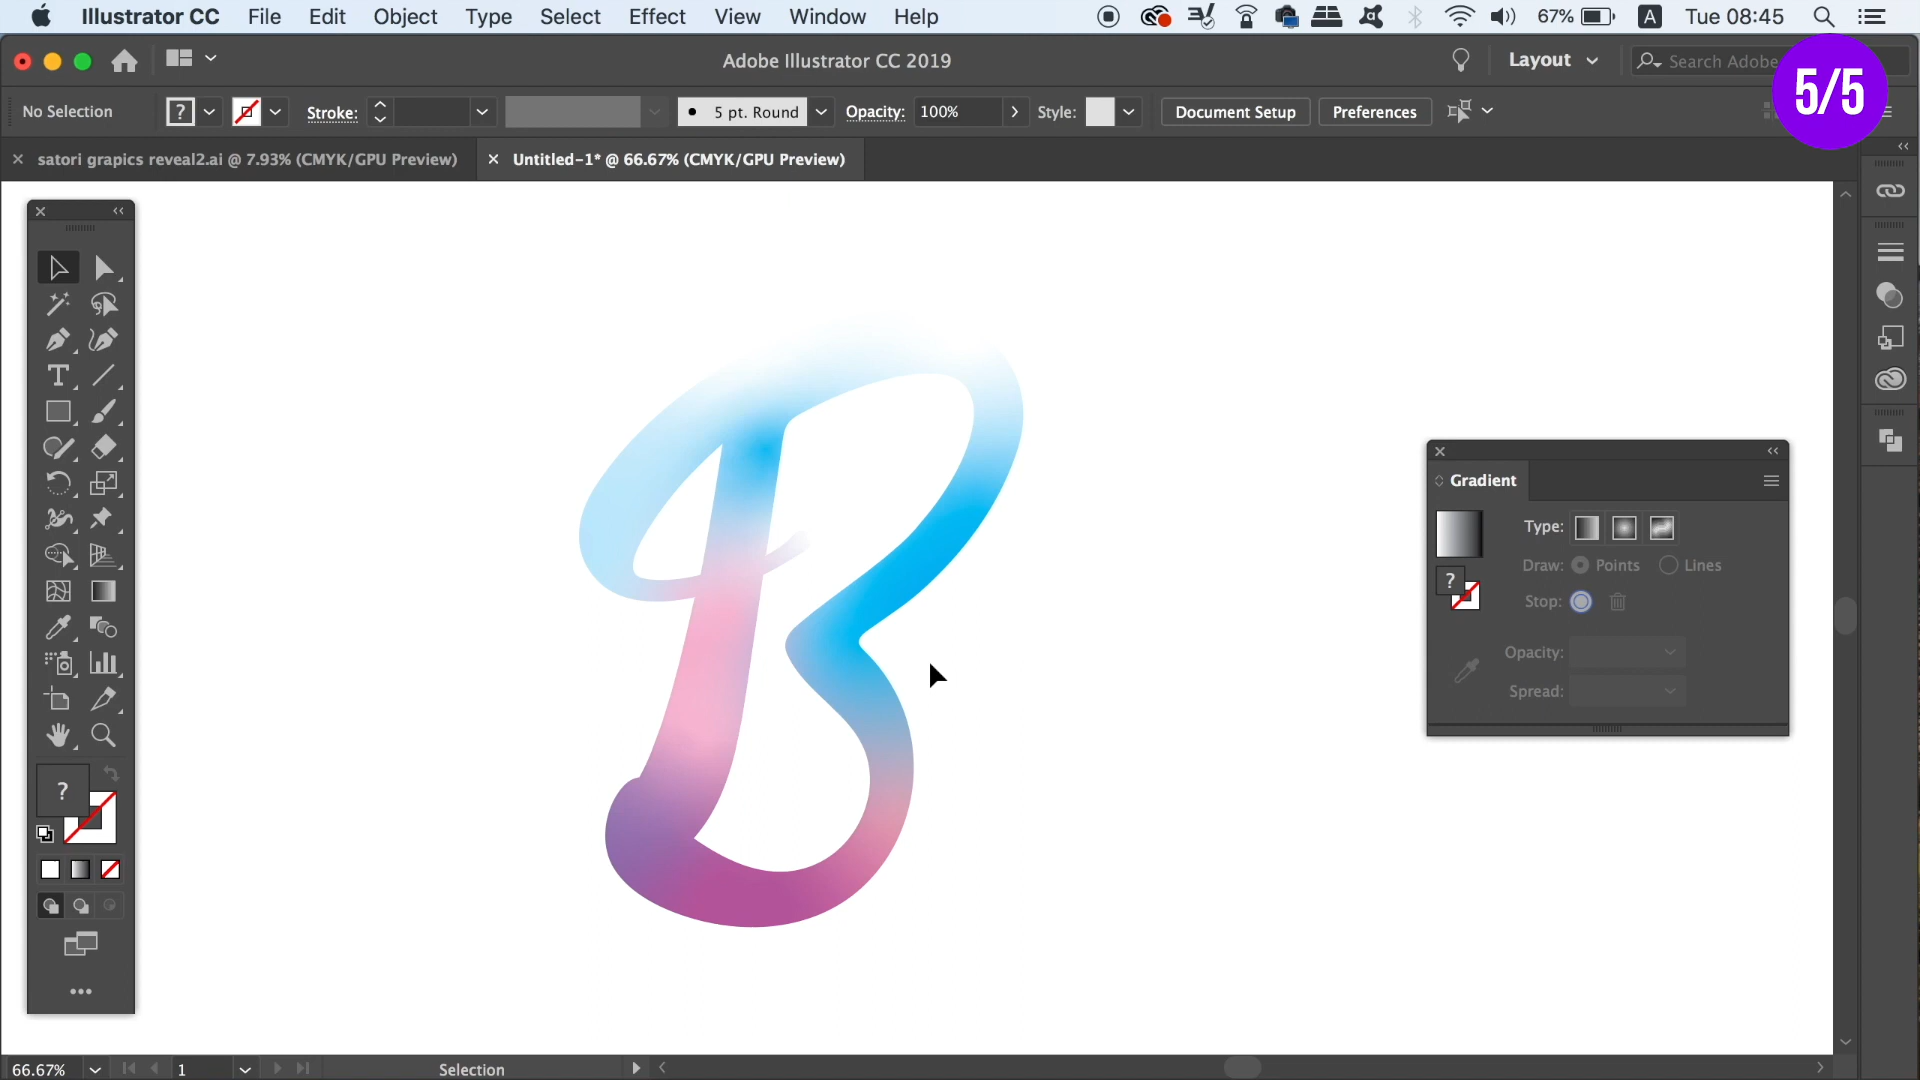 Illustrator CC File Edit Object Type Select Effect View Window Help 67% A Tue 08:45
Adobe Illustrator CC 2019 Layout Search Adobe
5/5
No Selection ? Stroke: 5 pt. Round Opacity: 100% Style: Document Setup Preferences
satori grapics reveal2.ai @ 7.93% (CMYK/GPU Preview) Untitled-1* @ 66.67% (CMYK/GPU Preview)
B
Gradient
Type:
Draw: Points Lines
?
Stop:
Opacity:
Spread:
?
66.67% 1 Selection